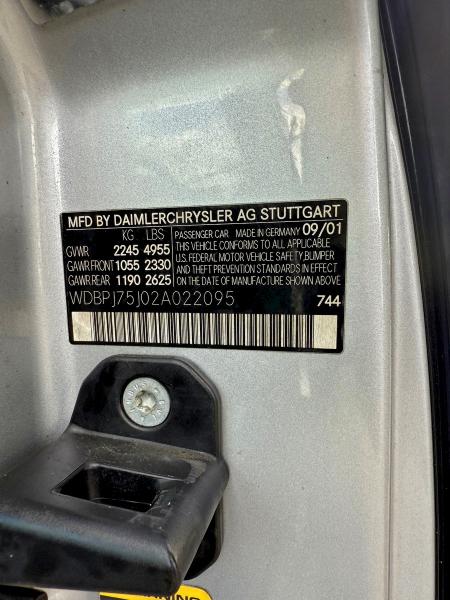 MFD BY DAIMLERCHRYSLER AG STUTTGART
KG LBS
GVWR 2245 4955
GAWR FRONT 1055 2330
GAWR REAR 1190 2625
PASSENGER CAR MADE IN GERMANY 09/01
THIS VEHICLE CONFORMS TO ALL APPLICABLE
U.S. FEDERAL MOTOR VEHICLE SAFETY, BUMPER
AND THEFT PREVENTION STANDARDS IN EFFECT
ON THE DATE OF MANUFACTURE SHOWN ABOVE
WDBPJ75J02A022095 744